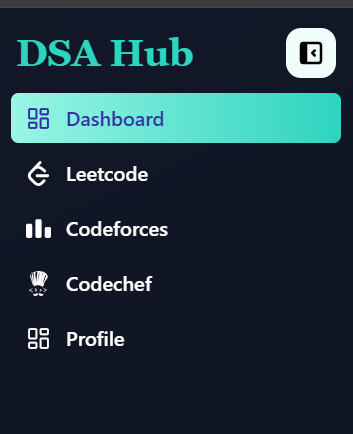 DSA Hub
Dashboard
Leetcode
Codeforces
Codechef
Profile